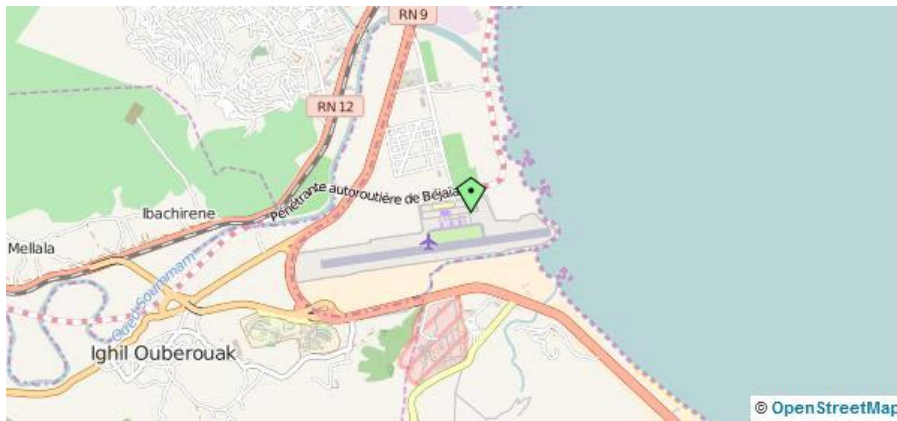 RN 9
RN 12
Pénétrante autoroutière de Béjaïa
Ibachirene
Mellala
Oued Soummam
Ighil Ouberouak
© OpenStreetMap